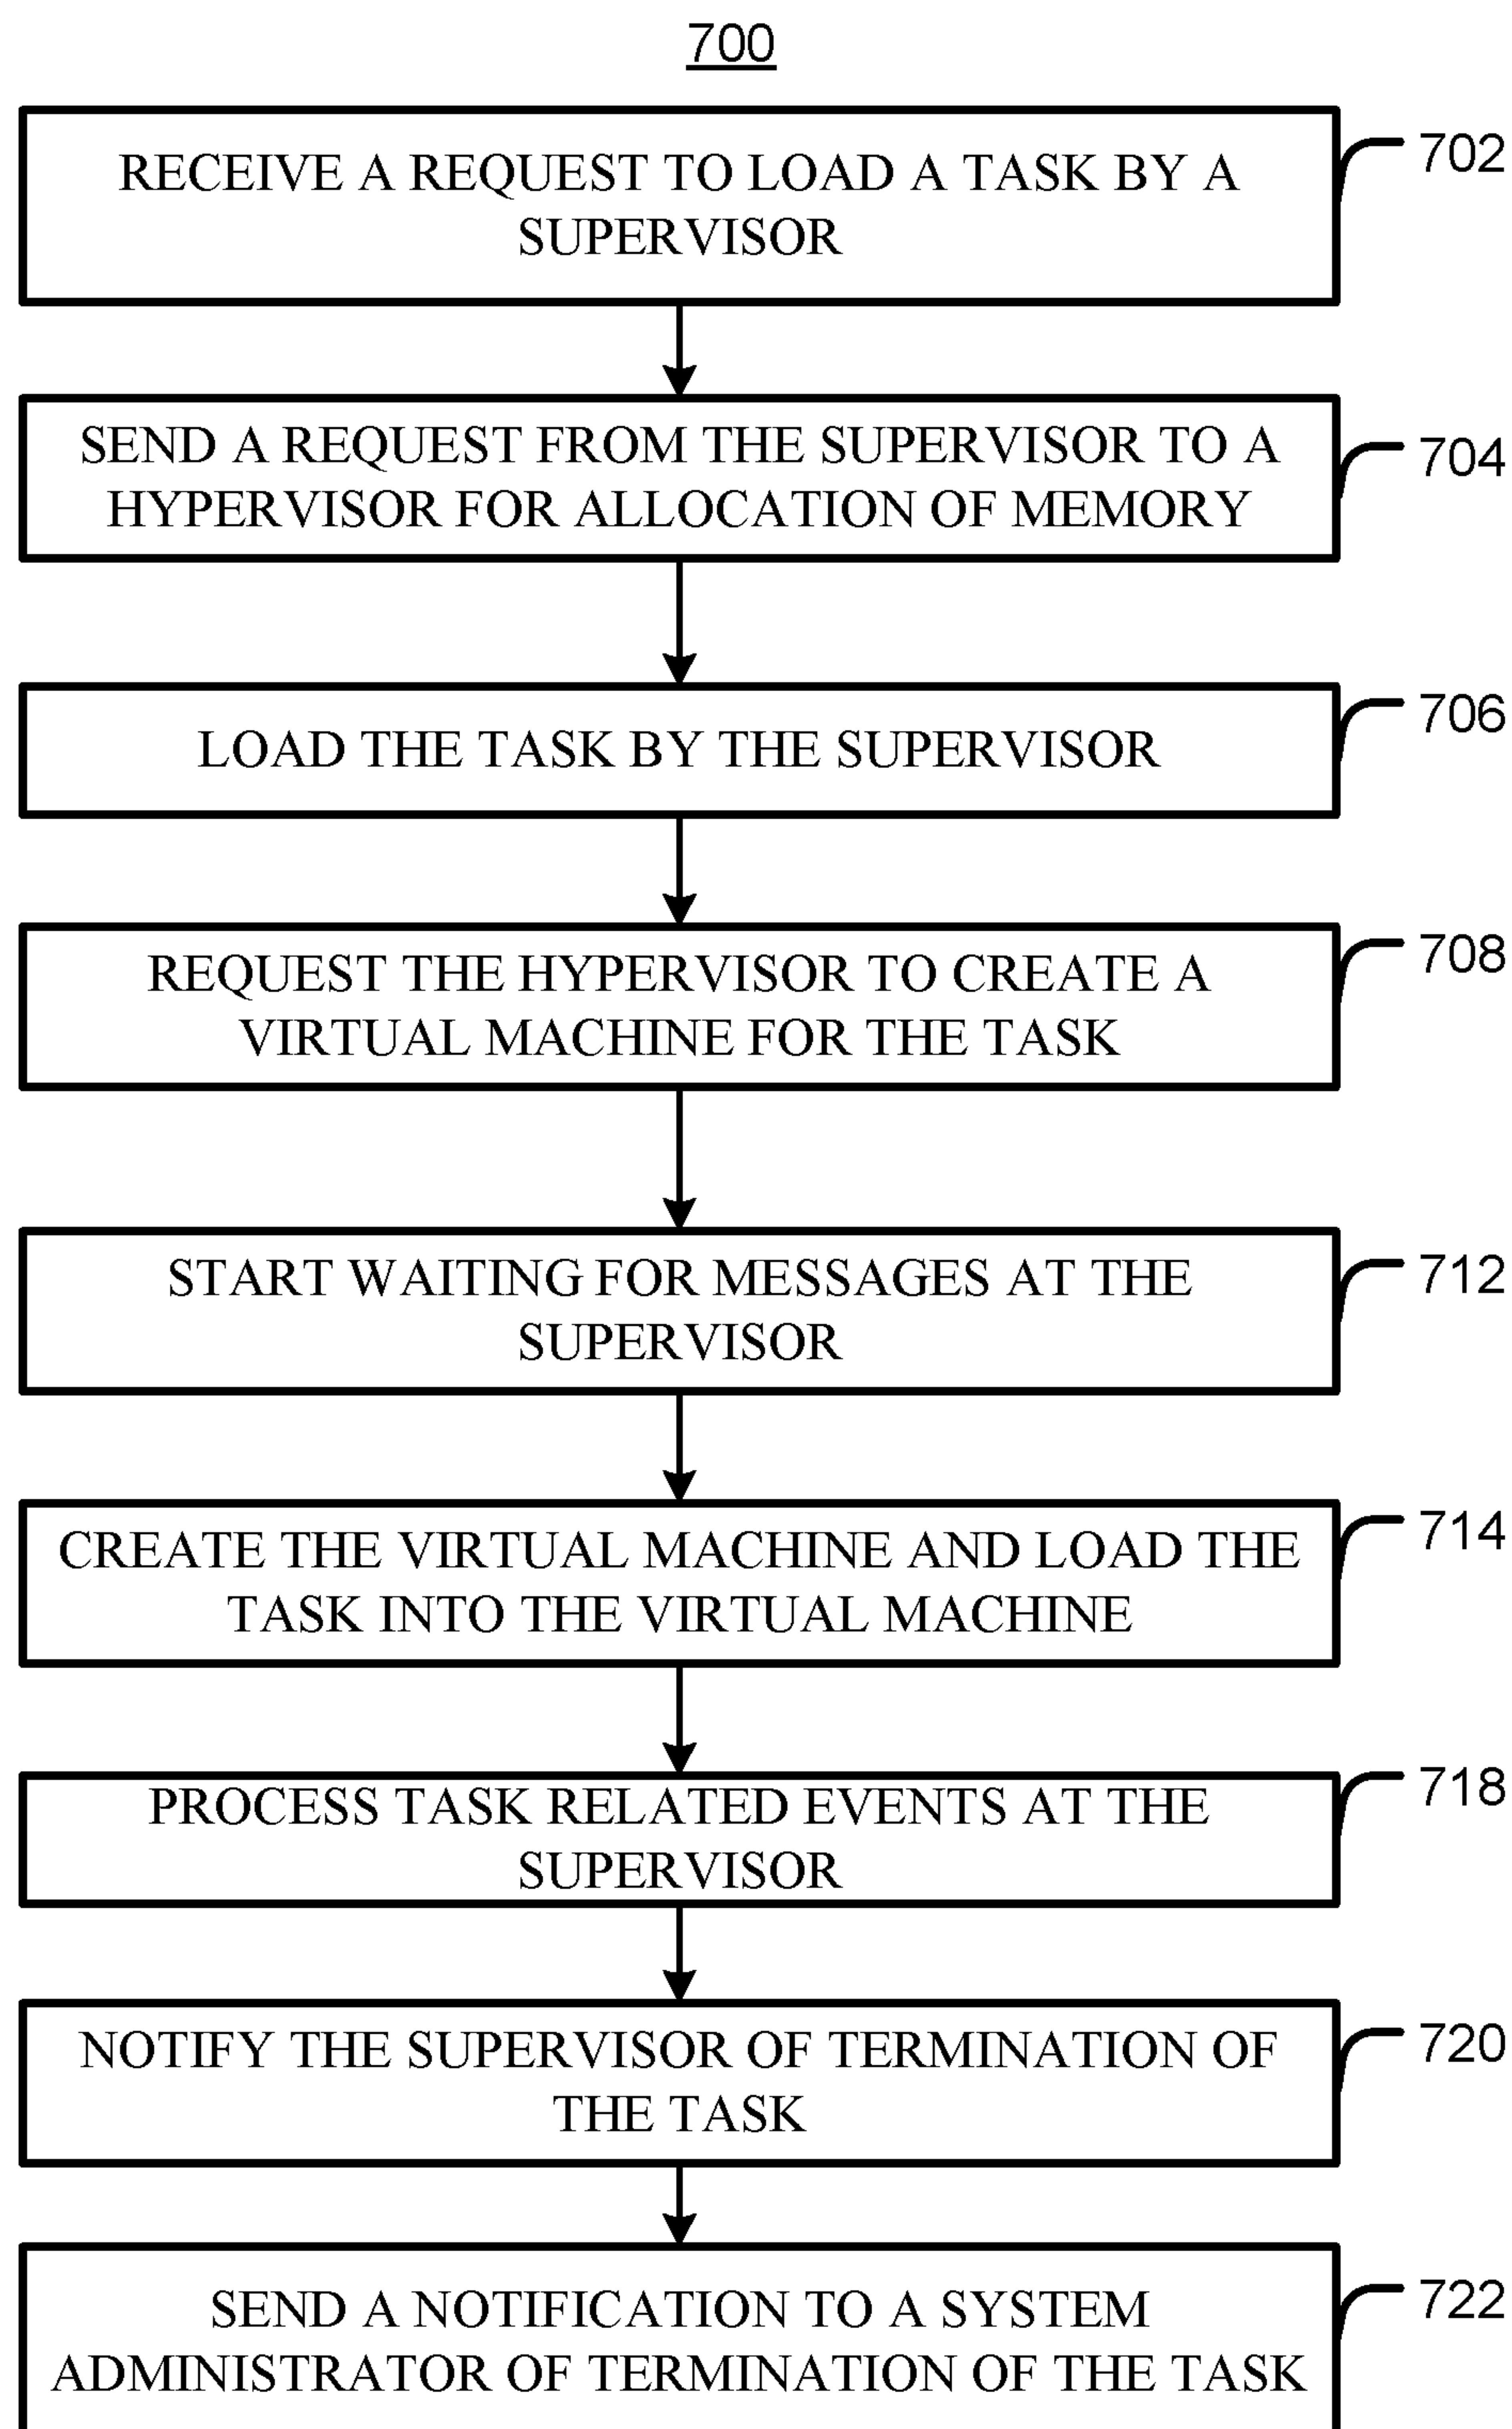 700
RECEIVE A REQUEST TO LOAD A TASK BY A
SUPERVISOR
702
SEND A REQUEST FROM THE SUPERVISOR TO A
HYPERVISOR FOR ALLOCATION OF MEMORY
704
LOAD THE TASK BY THE SUPERVISOR
706
REQUEST THE HYPERVISOR TO CREATE A
VIRTUAL MACHINE FOR THE TASK
708
START WAITING FOR MESSAGES AT THE
SUPERVISOR
712
CREATE THE VIRTUAL MACHINE AND LOAD THE
TASK INTO THE VIRTUAL MACHINE
714
PROCESS TASK RELATED EVENTS AT THE
SUPERVISOR
718
NOTIFY THE SUPERVISOR OF TERMINATION OF
THE TASK
720
SEND A NOTIFICATION TO A SYSTEM
ADMINISTRATOR OF TERMINATION OF THE TASK
722